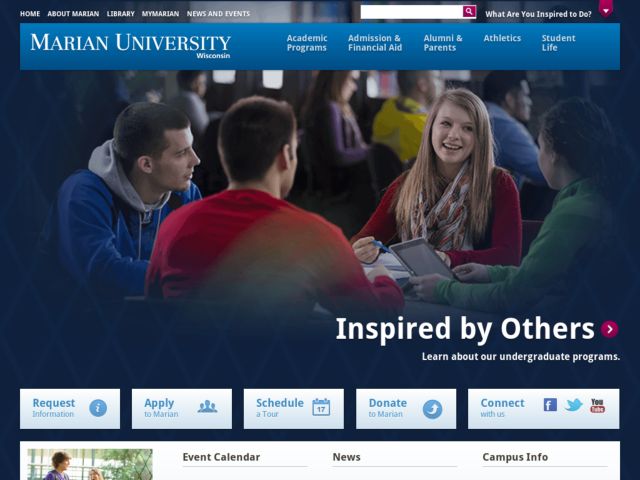 HOME ABOUT MARIAN LIBRARY MYMARIAN NEWS AND EVENTS
What Are You Inspired to Do?
MARIAN UNIVERSITY
Wisconsin
Academic Programs
Admission & Financial Aid
Alumni & Parents
Athletics
Student Life
Inspired by Others
Learn about our undergraduate programs.
Request
Information
Apply
to Marian
Schedule
a Tour
17
Donate
to Marian
Connect
with us
You Tube
Event Calendar
News
Campus Info